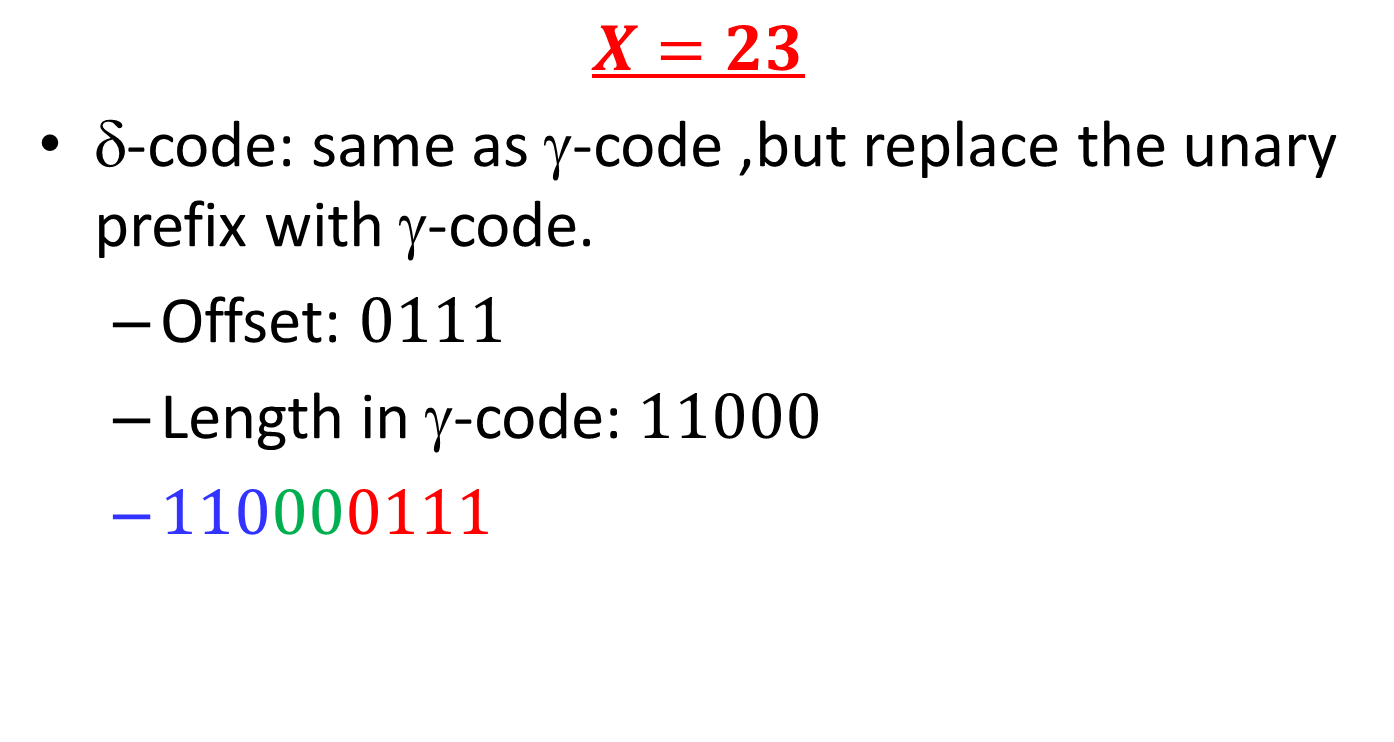 X = 23
• δ-code: same as γ-code ,but replace the unary
prefix with γ-code.
– Offset: 0111
– Length in γ-code: 11000
– 110000111